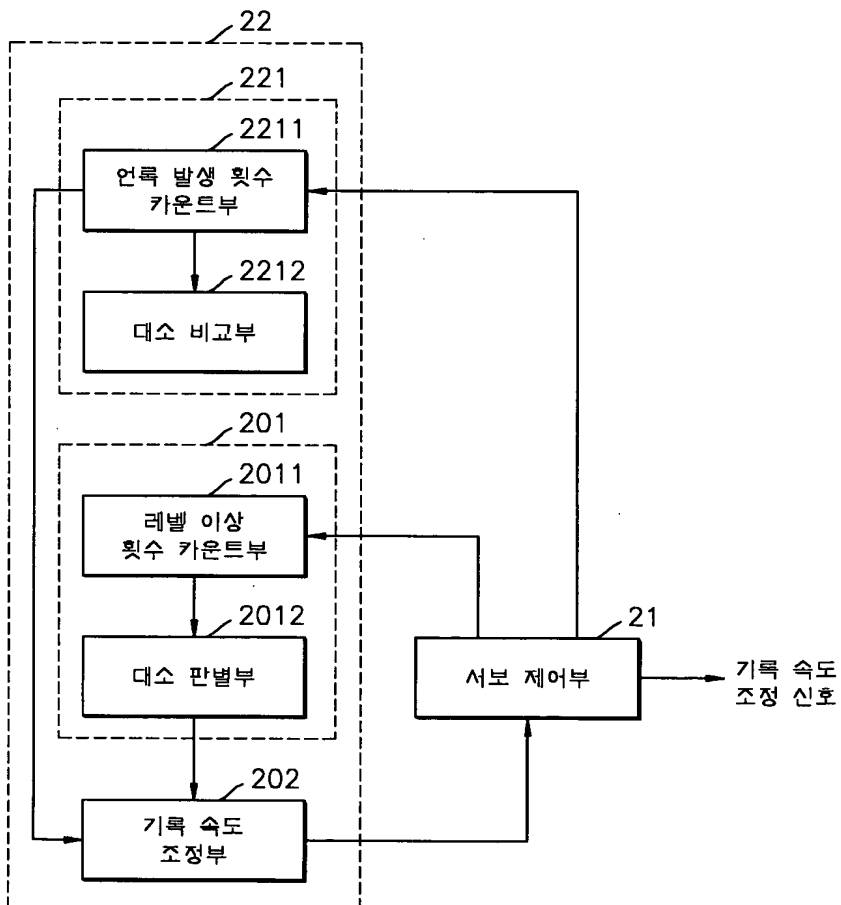 22
221
2211
언록 발생 횟수
카운트부
2212
대소 비교부
201
2011
레벨 이상
횟수 카운트부
2012
대소 판별부
21
서보 제어부
기록 속도
조정 신호
202
기록 속도
조정부